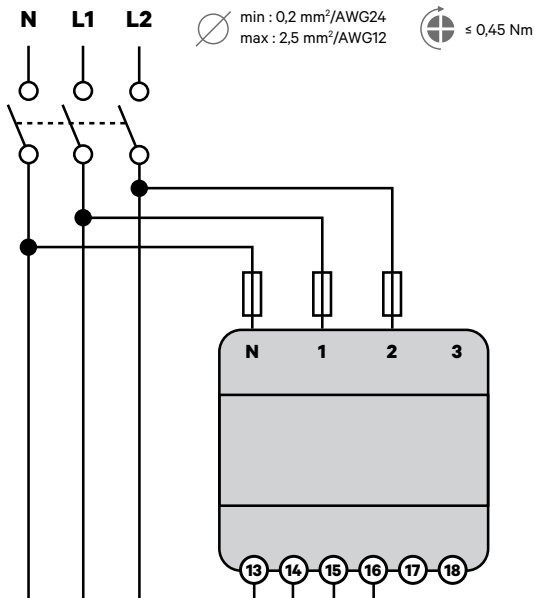 N L1 L2
min : 0,2 mm²/AWG24
max : 2,5 mm²/AWG12
≤ 0,45 Nm
N 1 2 3
13 14 15 16 17 18